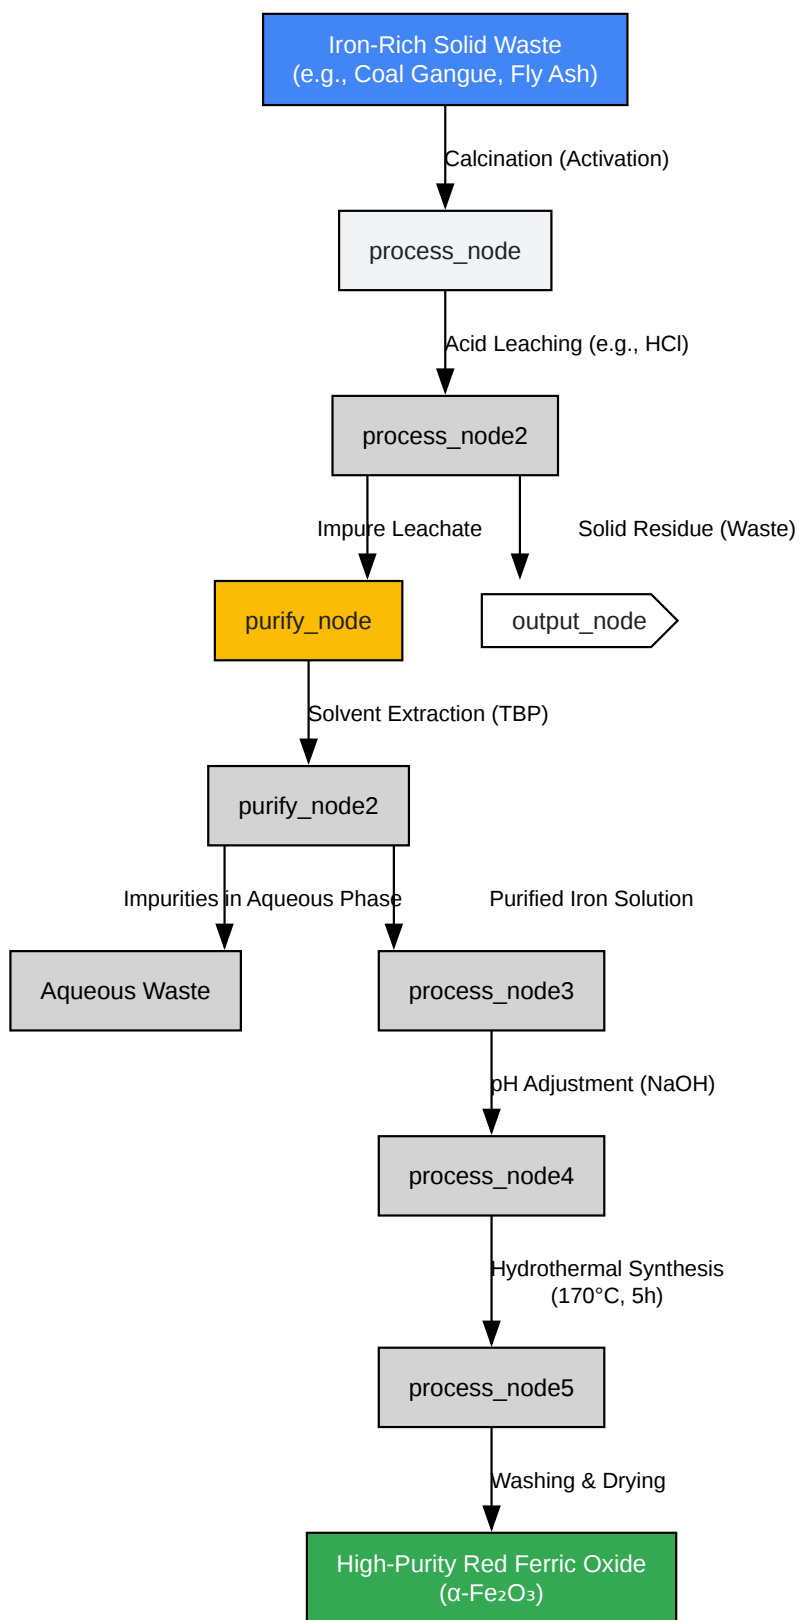 Iron-Rich Solid Waste
(e.g., Coal Gangue, Fly Ash)
Calcination (Activation)
process_node
Acid Leaching (e.g., HCl)
process_node2
Impure Leachate
Solid Residue (Waste)
purify_node
output_node
Solvent Extraction (TBP)
purify_node2
Impurities in Aqueous Phase
Purified Iron Solution
Aqueous Waste
process_node3
pH Adjustment (NaOH)
process_node4
Hydrothermal Synthesis
(170°C, 5h)
process_node5
Washing & Drying
High-Purity Red Ferric Oxide
(α-Fe₂O₃)